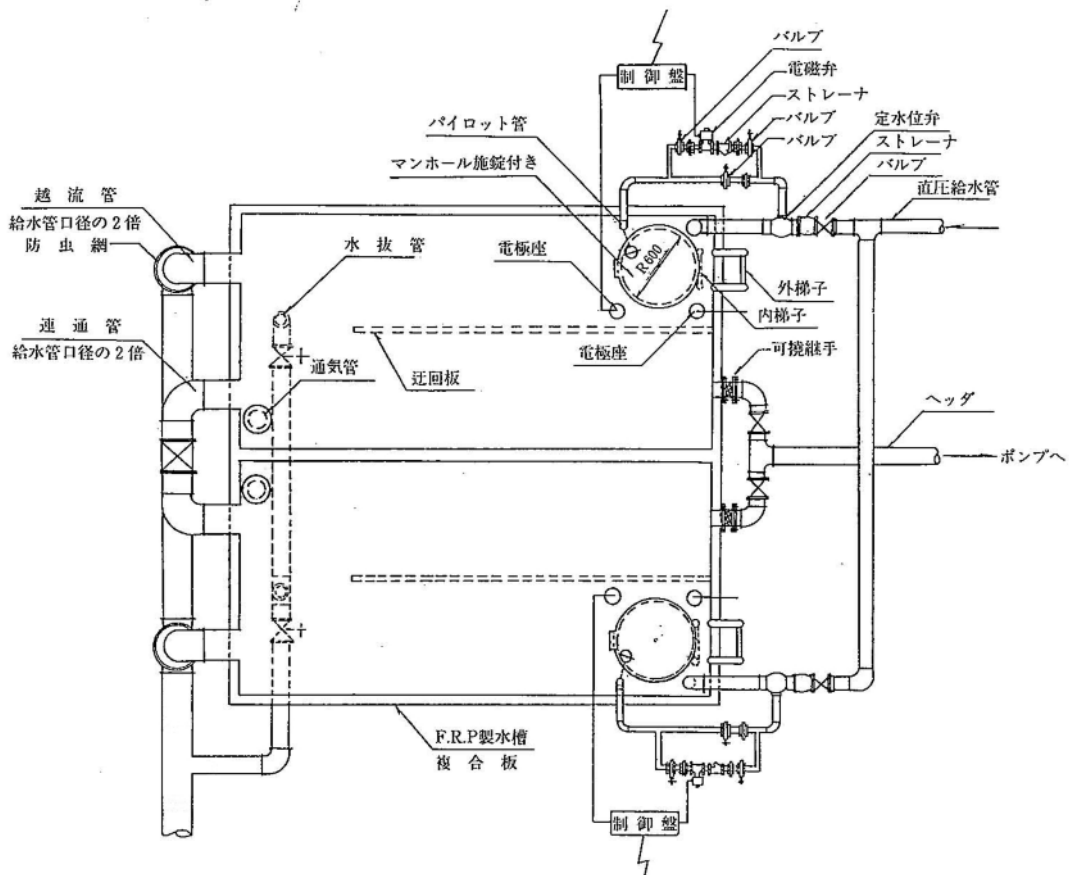 バルブ
制御盤
電磁弁
ストレーナ
バルブ
バルブ
定水位弁
ストレーナ
バルブ
直圧給水管
パイロット管
マンホール施錠付き
越流管
給水管口径の2倍
防虫網
水抜管
電極座
R600
外梯子
内梯子
電極座
可撓継手
連通管
給水管口径の2倍
通気管
迂回板
ヘッダ
ポンプへ
F.R.P製水槽
複合板
制御盤